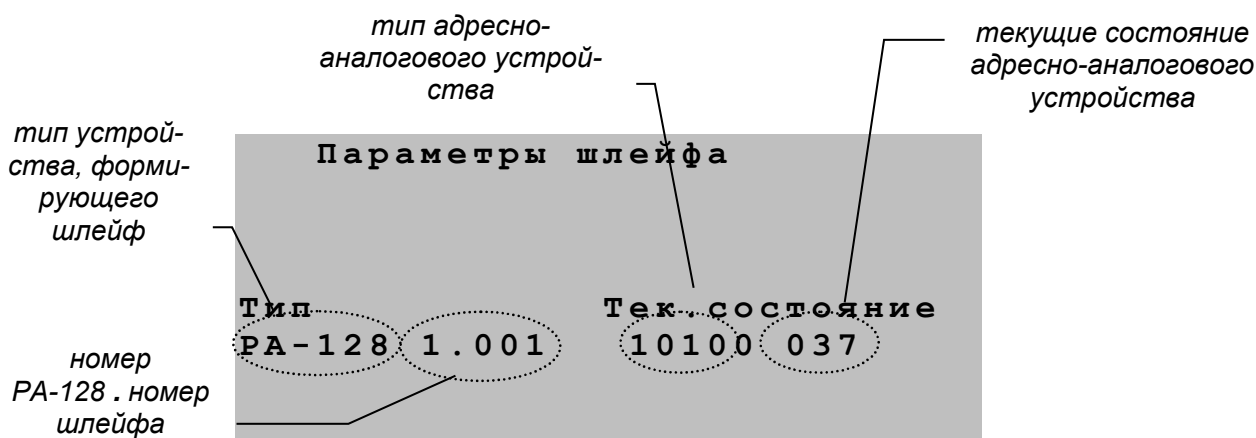 тип адресно-
аналогового устрой-
ства
текущие состояние
адресно-аналогового
устройства
тип устрой-
ства, форми-
рующего
шлейф
Параметры шлейфа
Тип Тек.состояние
РА-128 1.001 10100 037
номер
РА-128 . номер
шлейфа